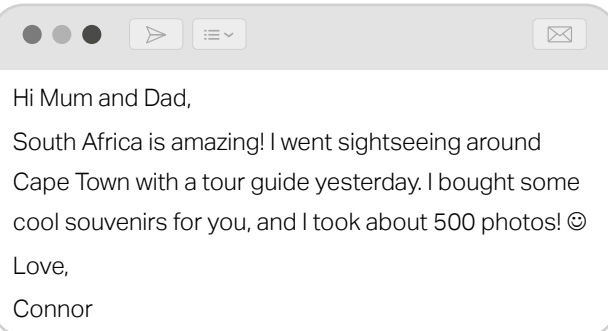 Hi Mum and Dad,
South Africa is amazing! I went sightseeing around
Cape Town with a tour guide yesterday. I bought some
cool souvenirs for you, and I took about 500 photos! ☺
Love,
Connor